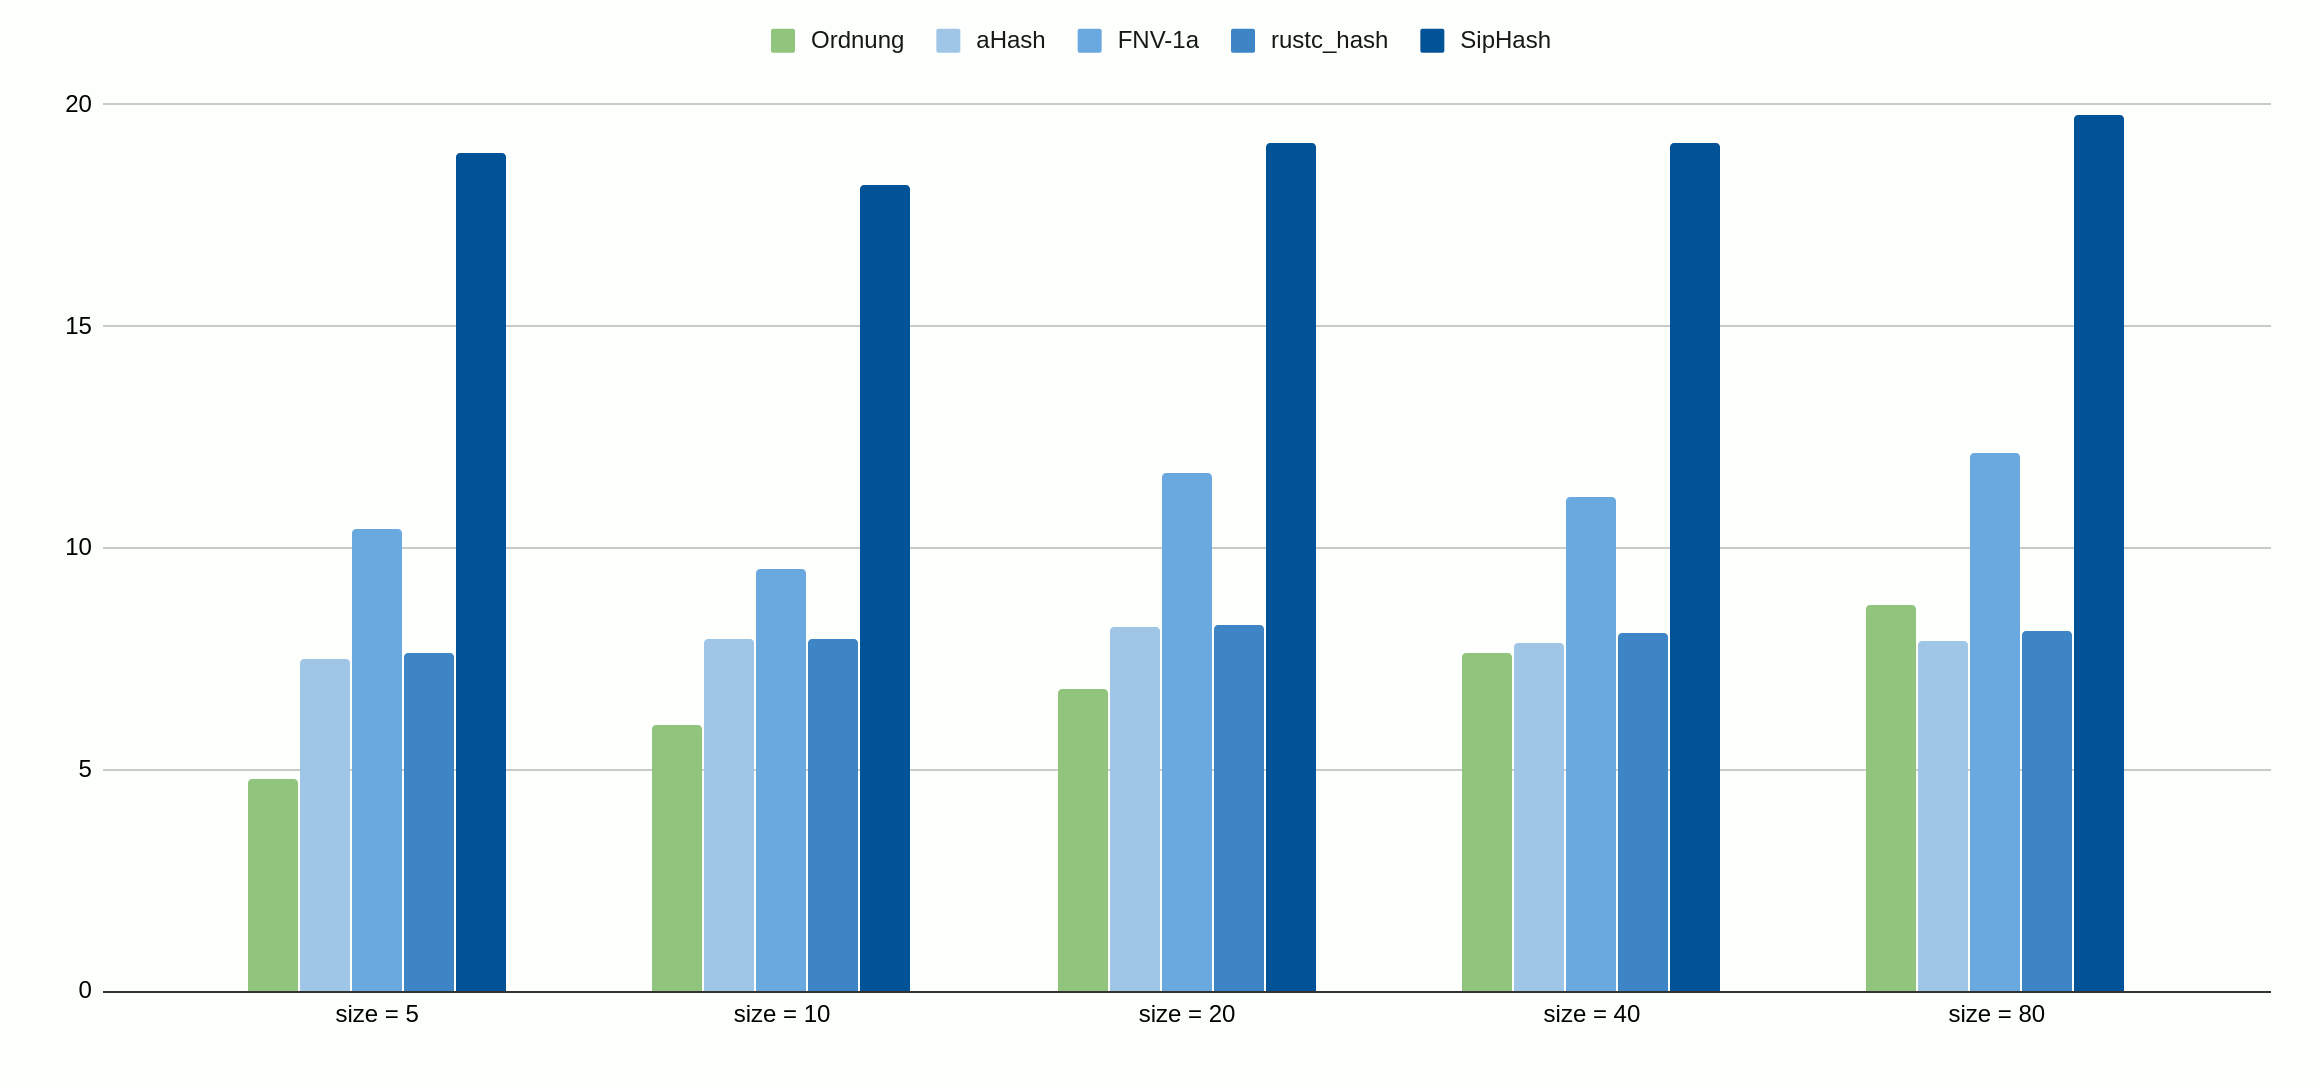 Ordnung aHash FNV-1a rustc_hash SipHash
20
15
10
5
0
size = 5 size = 10 size = 20 size = 40 size = 80